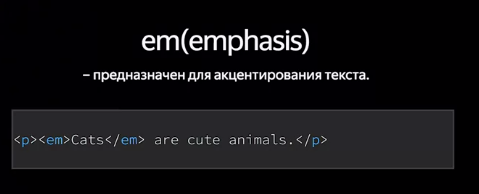 em(emphasis)
– предназначен для акцентирования текста.
<p><em>Cats</em> are cute animals.</p>